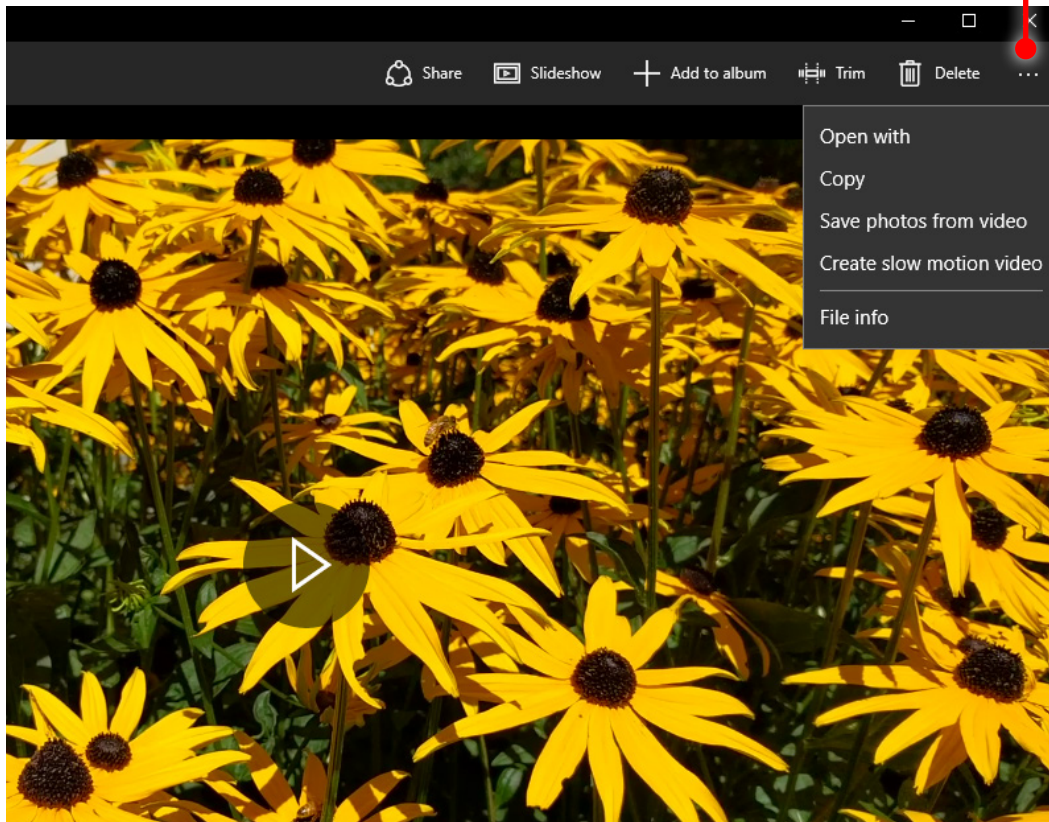 Share Slideshow Add to album Trim Delete ...
Open with
Copy
Save photos from video
Create slow motion video
File info